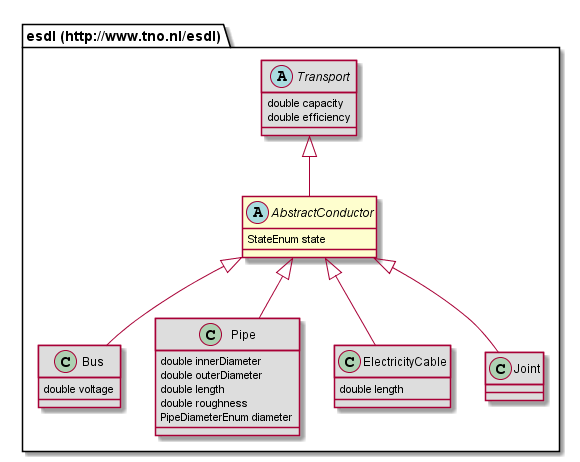 esdl (http://www.tno.nl/esdl)
A Transport
double capacity
double efficiency
A AbstractConductor
StateEnum state
C Bus
double voltage
C Pipe
double innerDiameter
double outerDiameter
double length
double roughness
PipeDiameterEnum diameter
C ElectricityCable
double length
C Joint